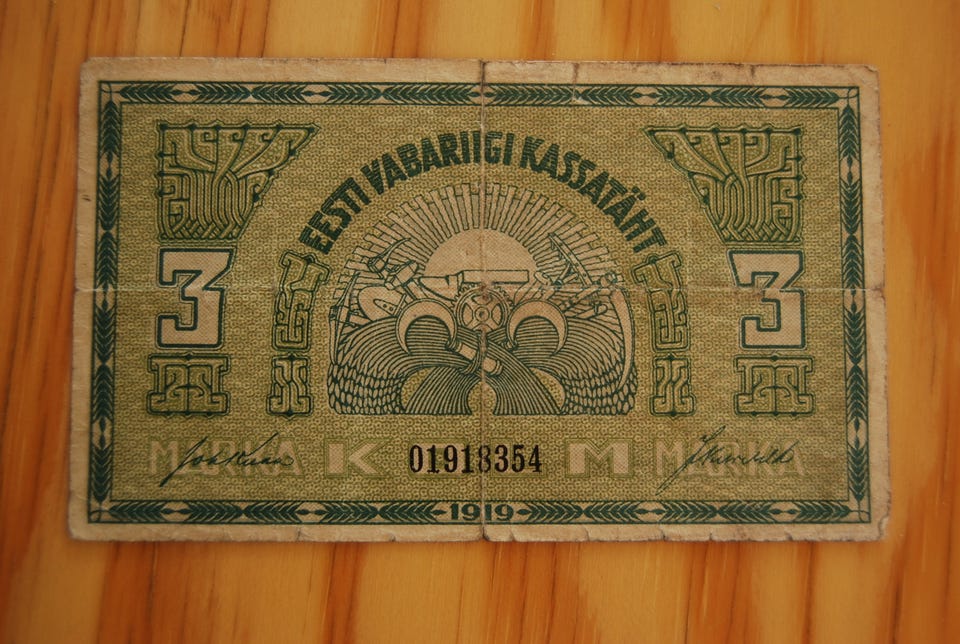 EESTI VABARIIGI KASSATÄHT
3 3
MARKA K 01918354 M MARKA
1919